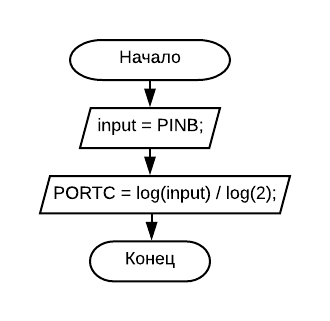 Начало
input = PINB;
PORTC = log(input) / log(2);
Конец